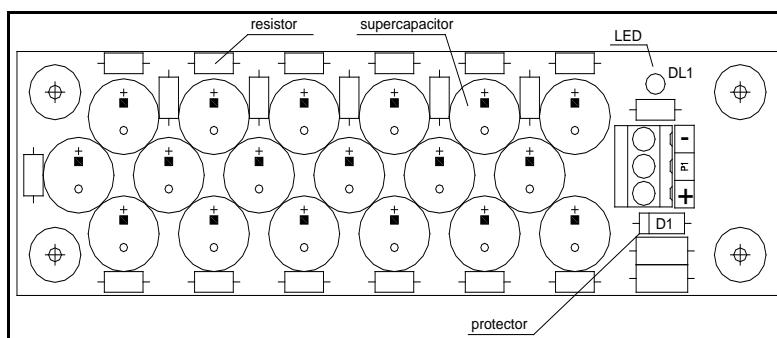 resistor
supercapacitor
LED
DL1
-
P1
+
D1
protector
+ + + + + +
+ + + + + +
+ + + + +